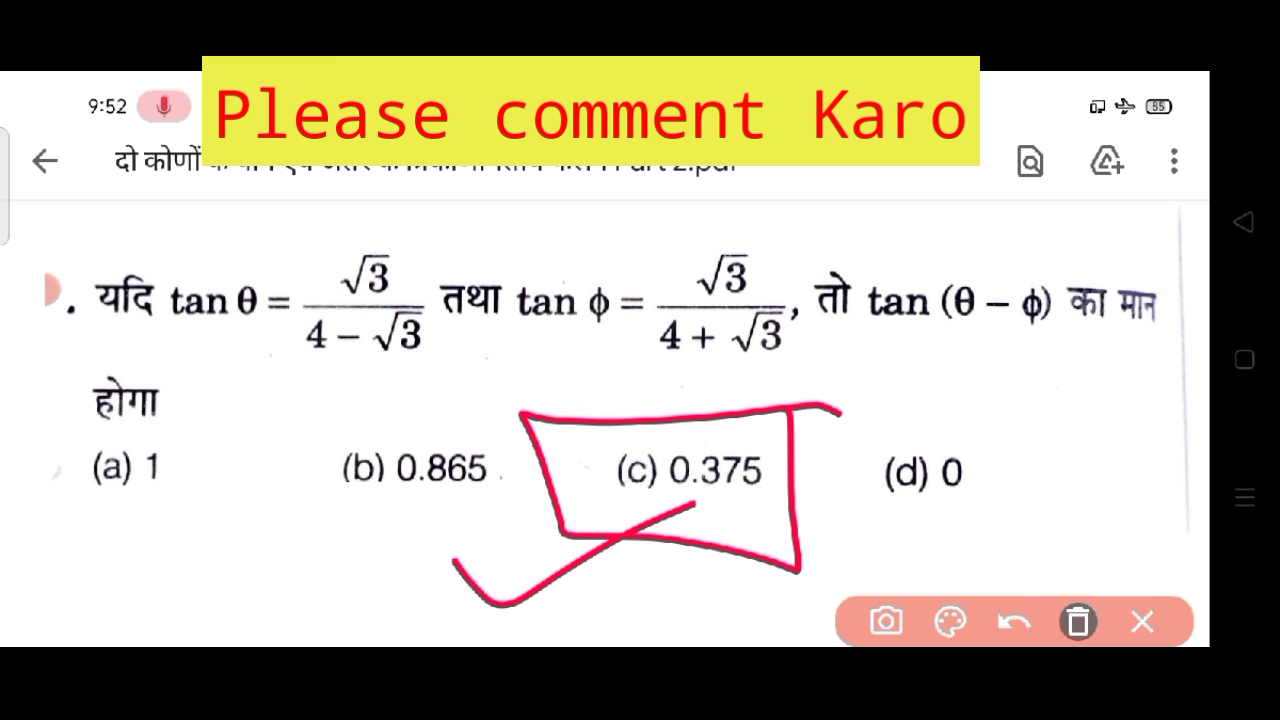 9:52
Please comment Karo
85
दो कोणों
. यदि tan θ = √3/(4 − √3) तथा tan ϕ = √3/(4 + √3), तो tan (θ − ϕ) का मान
होगा
(a) 1 (b) 0.865 (c) 0.375 (d) 0